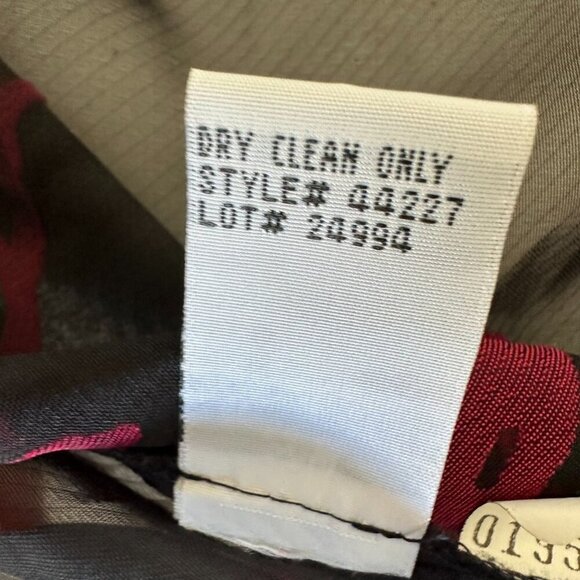 DRY CLEAN ONLY
STYLE# 44227
LOT# 24994